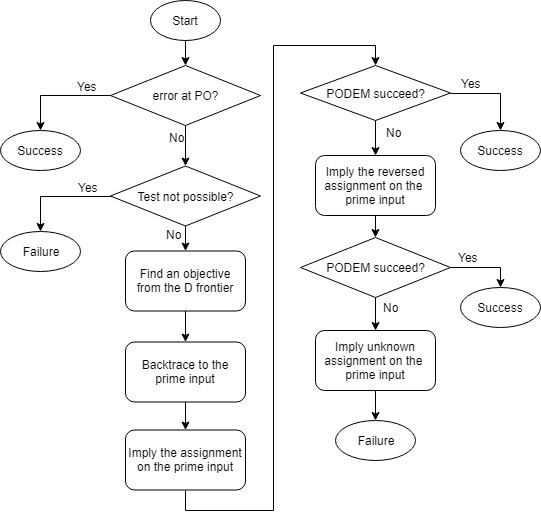 Start
error at PO?
Yes
Success
No
Test not possible?
Yes
Failure
No
Find an objective
from the D frontier
Backtrace to the
prime input
Imply the assignment
on the prime input
PODEM succeed?
Yes
Success
No
Imply the reversed
assignment on the
prime input
PODEM succeed?
Yes
Success
No
Imply unknown
assignment on the
prime input
Failure